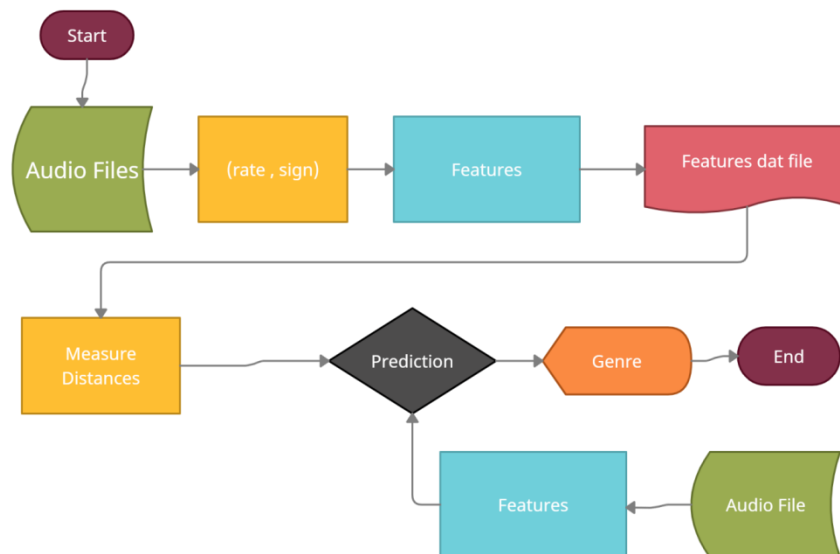 Start
Audio Files
(rate , sign)
Features
Features dat file
Measure
Distances
Prediction
Genre
End
Features
Audio File